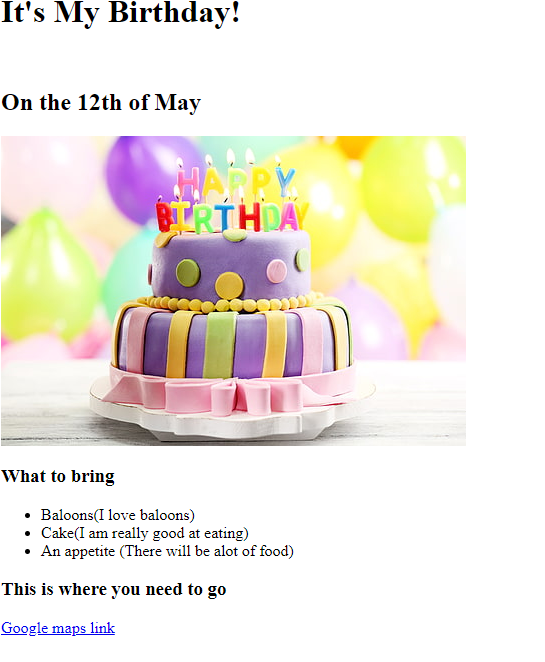 It's My Birthday!
On the 12th of May
HAPPY
BIRTHDAY
What to bring
Baloons(I love baloons)
Cake(I am really good at eating)
An appetite (There will be alot of food)
This is where you need to go
Google maps link